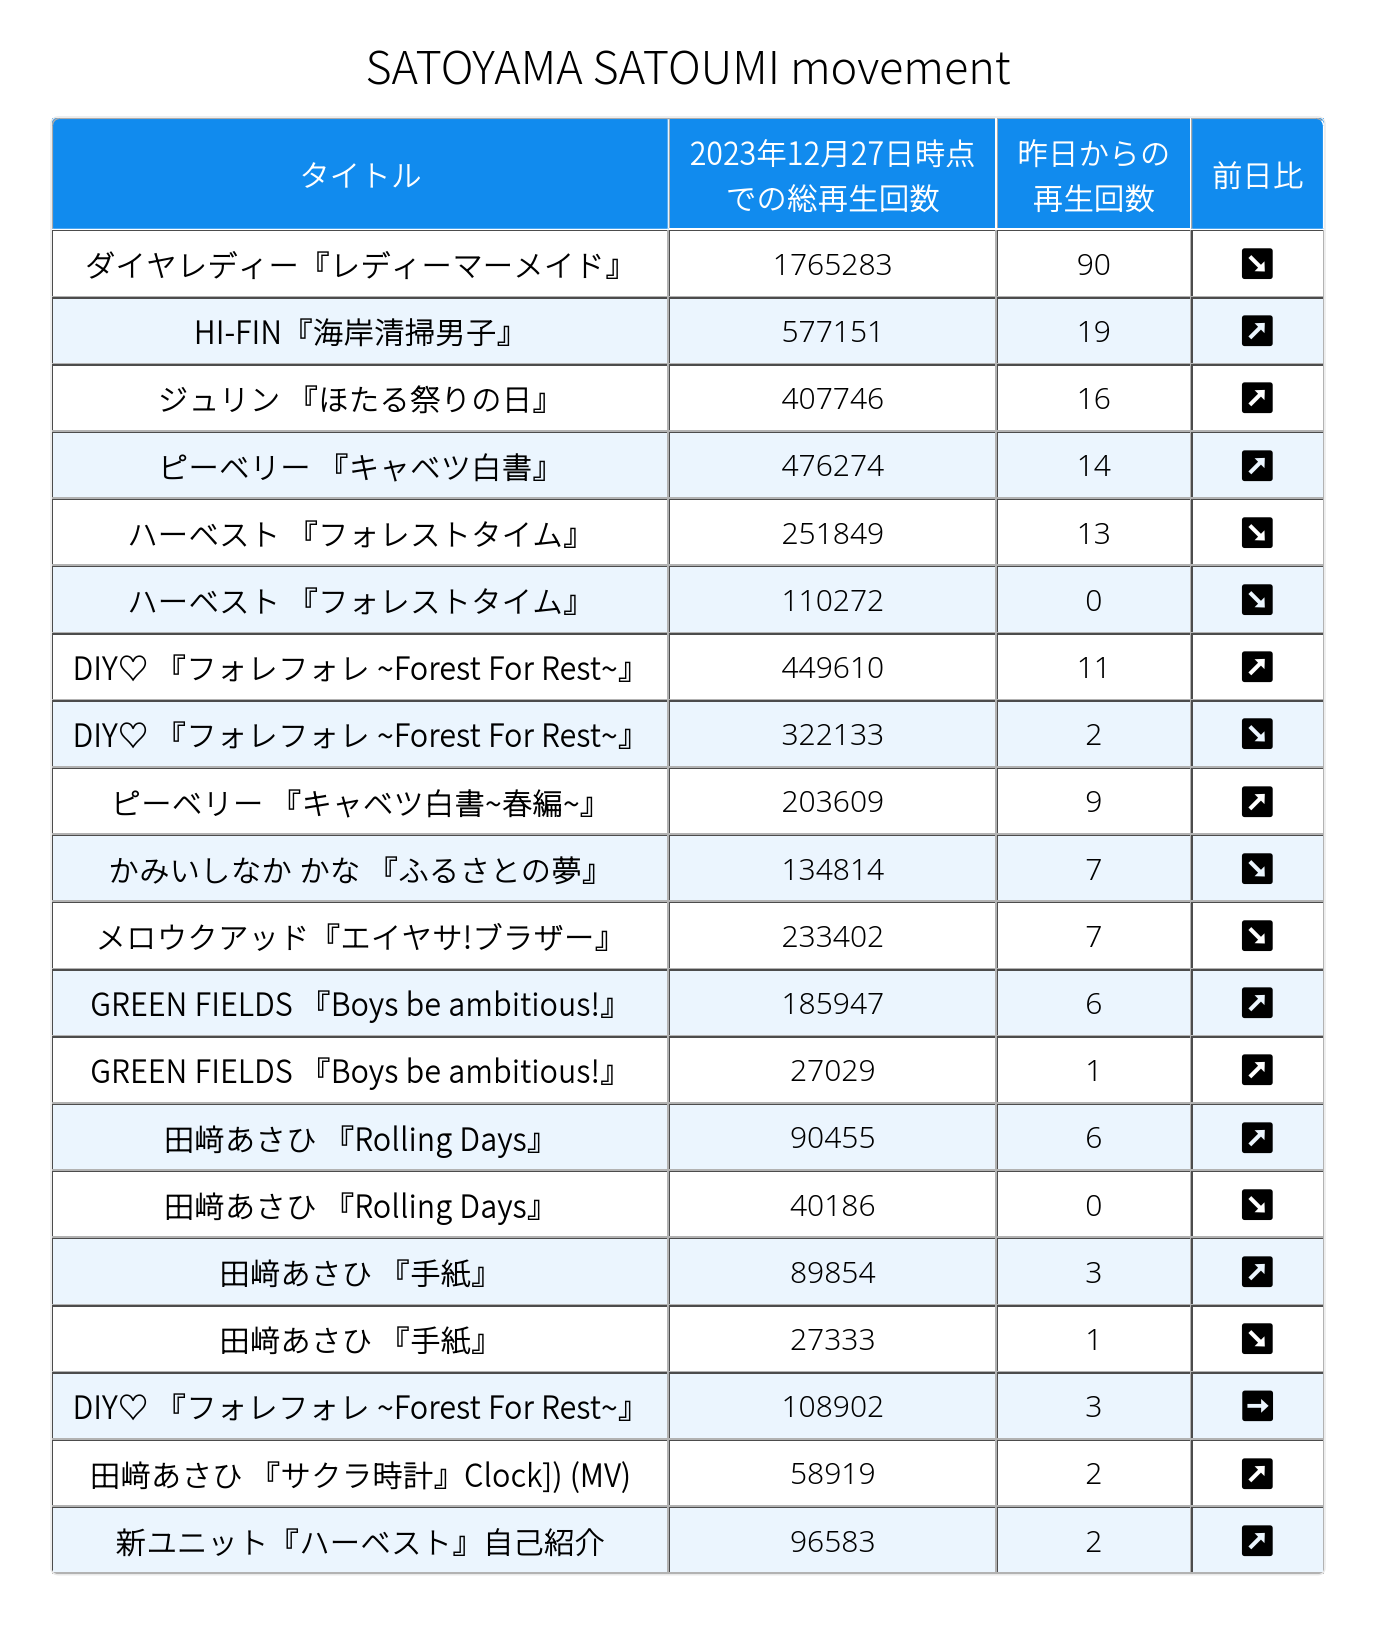 SATOYAMA SATOUMI movement
タイトル 2023年12月27日時点での総再生回数 昨日からの再生回数 前日比
ダイヤレディー『レディーマーメイド』 1765283 90 ↘
HI-FIN『海岸清掃男子』 577151 19 ↗
ジュリン 『ほたる祭りの日』 407746 16 ↗
ピーベリー 『キャベツ白書』 476274 14 ↗
ハーベスト 『フォレストタイム』 251849 13 ↘
ハーベスト 『フォレストタイム』 110272 0 ↘
DIY♡ 『フォレフォレ ~Forest For Rest~』 449610 11 ↗
DIY♡ 『フォレフォレ ~Forest For Rest~』 322133 2 ↘
ピーベリー 『キャベツ白書~春編~』 203609 9 ↗
かみいしなか かな 『ふるさとの夢』 134814 7 ↘
メロウクアッド『エイヤサ!ブラザー』 233402 7 ↘
GREEN FIELDS 『Boys be ambitious!』 185947 6 ↗
GREEN FIELDS 『Boys be ambitious!』 27029 1 ↗
田﨑あさひ 『Rolling Days』 90455 6 ↗
田﨑あさひ 『Rolling Days』 40186 0 ↘
田﨑あさひ 『手紙』 89854 3 ↗
田﨑あさひ 『手紙』 27333 1 ↘
DIY♡ 『フォレフォレ ~Forest For Rest~』 108902 3 →
田﨑あさひ 『サクラ時計』Clock]) (MV) 58919 2 ↗
新ユニット『ハーベスト』自己紹介 96583 2 ↗